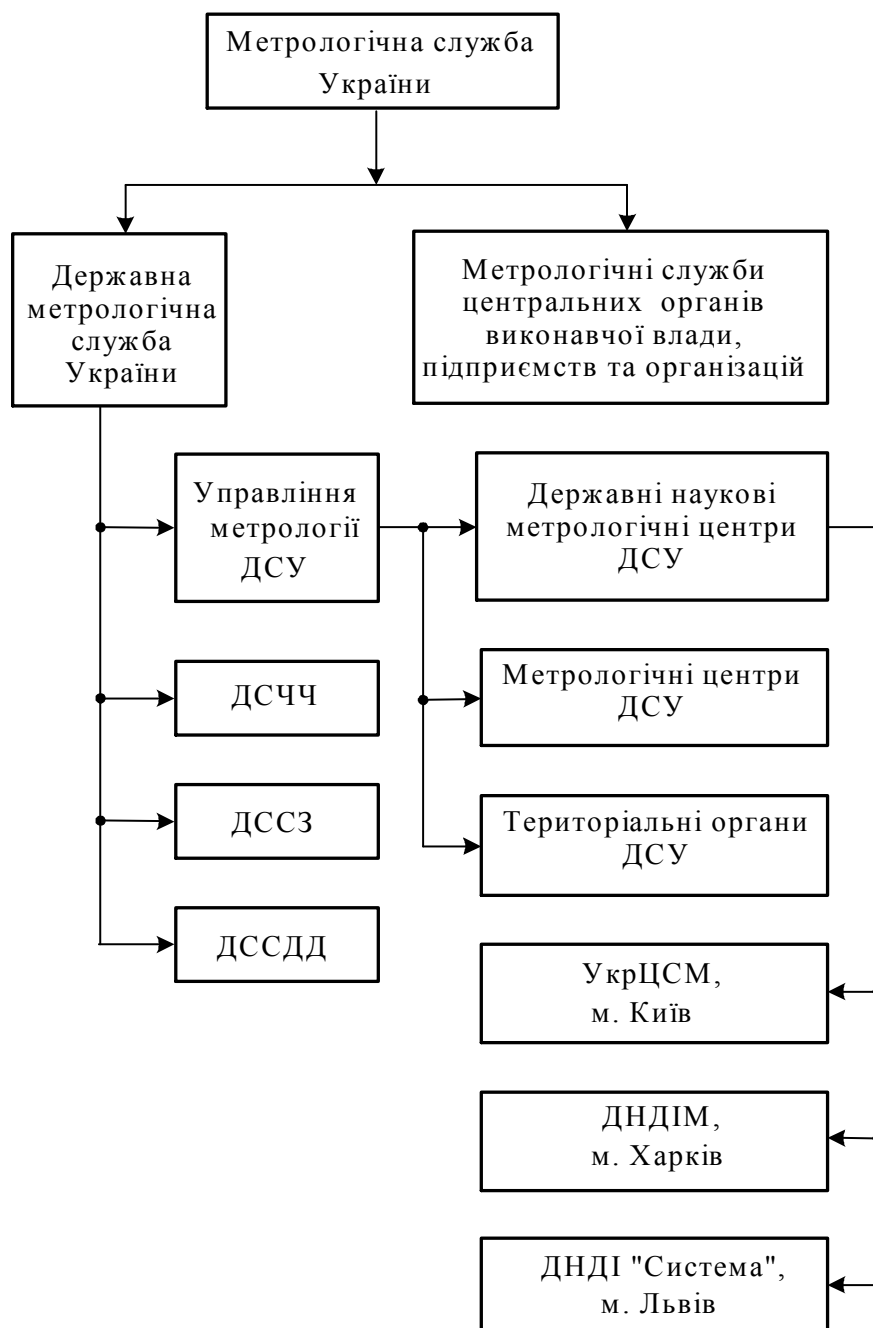 Метрологічна служба
України
Державна
метрологічна
служба
України
Метрологічні служби
центральних органів
виконавчої влади,
підприємств та організацій
Управління
метрології
ДСУ
Державні наукові
метрологічні центри
ДСУ
ДСЧЧ
Метрологічні центри
ДСУ
ДССЗ
Територіальні органи
ДСУ
ДССДД
УкрЦСМ,
м. Київ
ДНДІМ,
м. Харків
ДНДІ "Система",
м. Львів